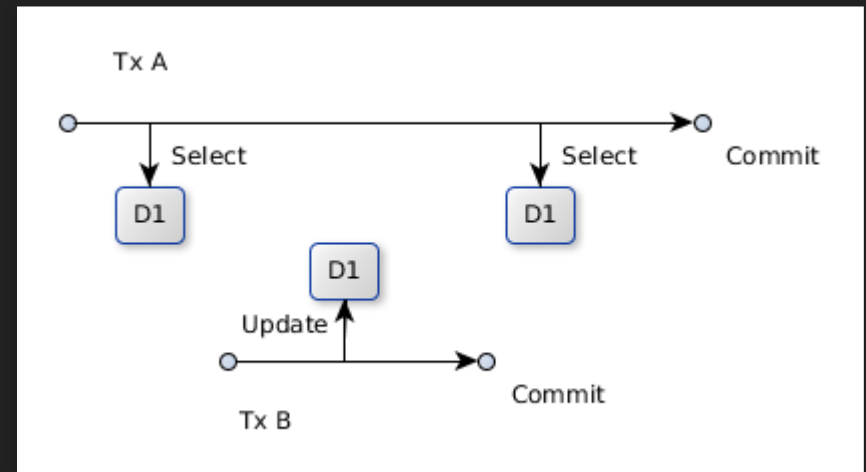 Tx A
Select
Select
Commit
D1
D1
D1
Update
Commit
Tx B